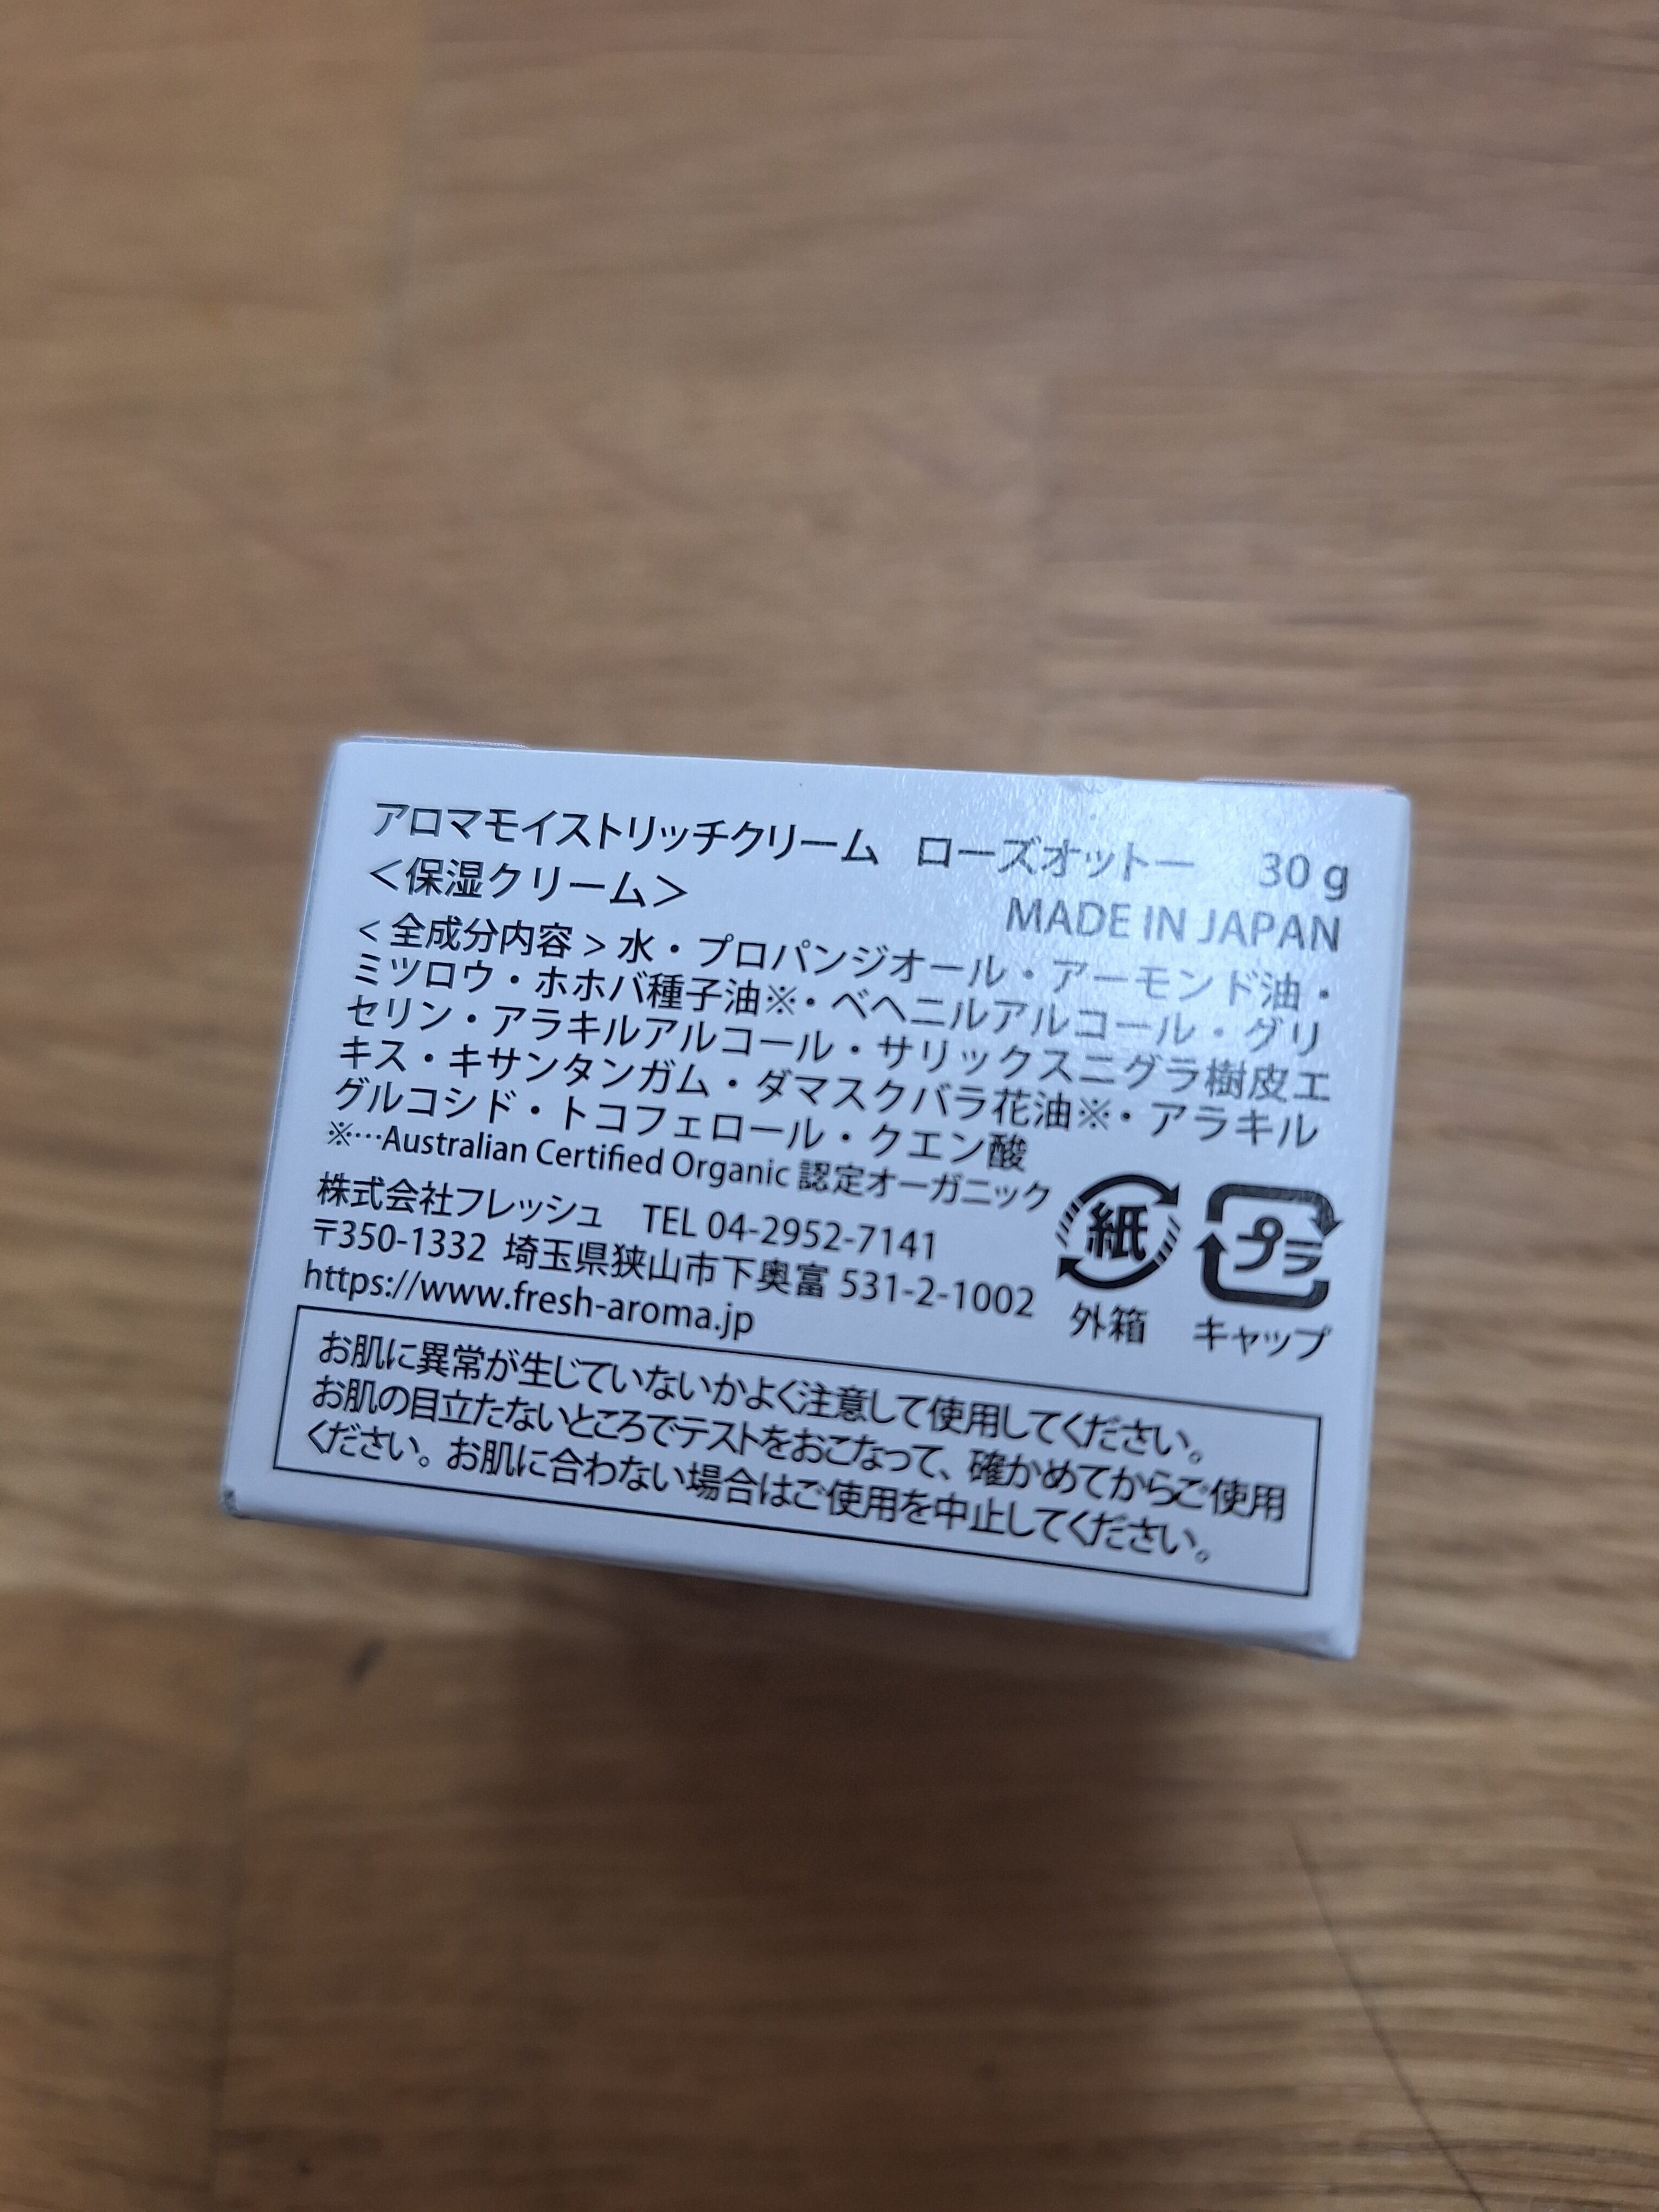 アロママモイストリッチクリーム ローズオットー 30 g
＜保湿クリーム＞
MADE IN JAPAN
＜全成分内容＞水・プロパンジオール・アーモンド油・
ミツロウ・ホホバ種子油※・ベヘニルアルコール・グリ
セリン・アラキルアルコール・サリックスニグラ樹皮エ
キス・キサンタンガム・ダマスクバラ花油※・アラキル
グルコシド・トコフェロール・クエン酸
※…Australian Certified Organic 認定オーガニック
株式会社フレッシュ TEL 04-2952-7141
〒350-1332 埼玉県狭山市下奥富 531-2-1002
https://www.fresh-aroma.jp
紙
外箱
プラ
キャップ
お肌に異常が生じていないかよく注意して使用してください。
お肌の目立たないところでテストをおこなって、確かめてからご使用
ください。お肌に合わない場合はご使用を中止してください。